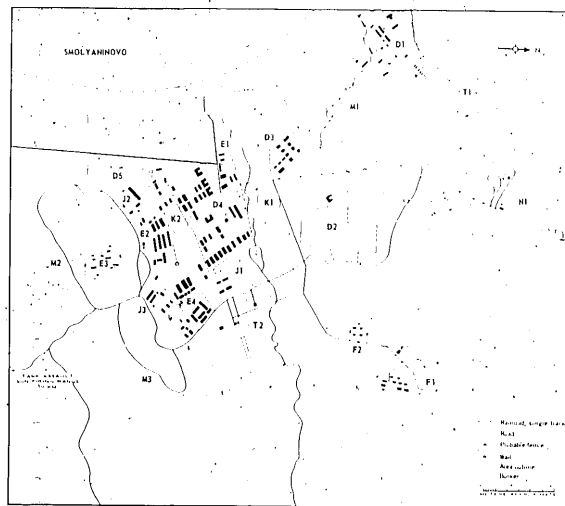 D1
SMOLYANINOVO
N
T1
M1
E1
D3
D5
J2
K2
D4
K1
N1
E2
D2
M2
E3
J1
J3
E4
T2
F2
M3
Railroad, single track
Road
Probable fence
Wall
Area outline
Bunker